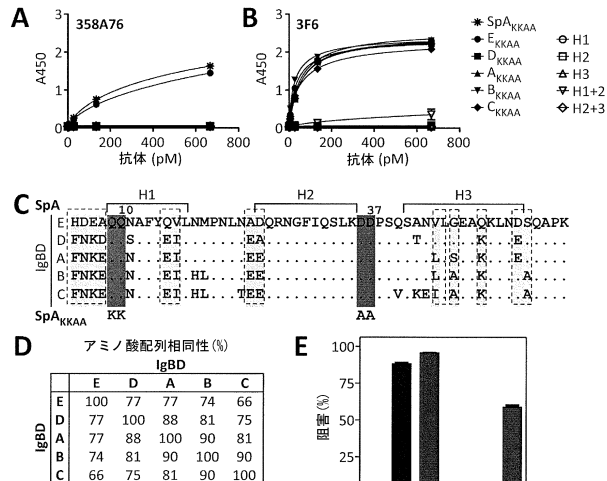 A
358A76
A450
3
2
1
0
0 200 400 600 800
抗体 (pM)
B
3F6
A450
3
2
1
0
0 200 400 600 800
抗体 (pM)
SpAKKAA
EKKAA
DKKAA
AKKAA
BKKAA
CKKAA
H1
H2
H3
H1+2
H2+3
C
SpA H1 H2 H3
10 37
IgBD
E HDEAQQNAFYQVLNMPNLNADQRNGFIQSLKDDPSQSANVLGEAQKLNDSQAPK
D FNKD..S...EI.......EA................T......K...E......
A FNKE..N...EI.......EE..................L.S..K...E......
B FNKE..N...EI.HL....EE..................L.A..K....A.....
C FNKE..N...EI.HL...TEE..............V.KEI.A..K....A.....
SpAKKAA KK AA
D
アミノ酸配列相同性(%)
IgBD
E D A B C
IgBD
E 100 77 77 74 66
D 77 100 88 81 75
A 77 88 100 90 81
B 74 81 90 100 90
C 66 75 81 90 100
E
阻害(%)
100
75
50
25